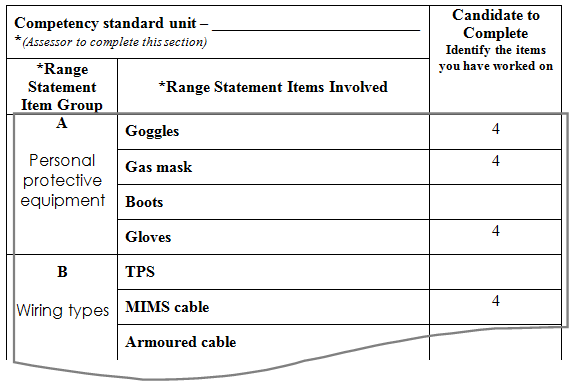 Competency standard unit – ___________________________
*(Assessor to complete this section)
Candidate to
Complete
Identify the items
you have worked on
*Range
Statement
Item Group
*Range Statement Items Involved
A
Personal
protective
equipment
Goggles 4
Gas mask 4
Boots
Gloves 4
B
Wiring types
TPS
MIMS cable 4
Armoured cable